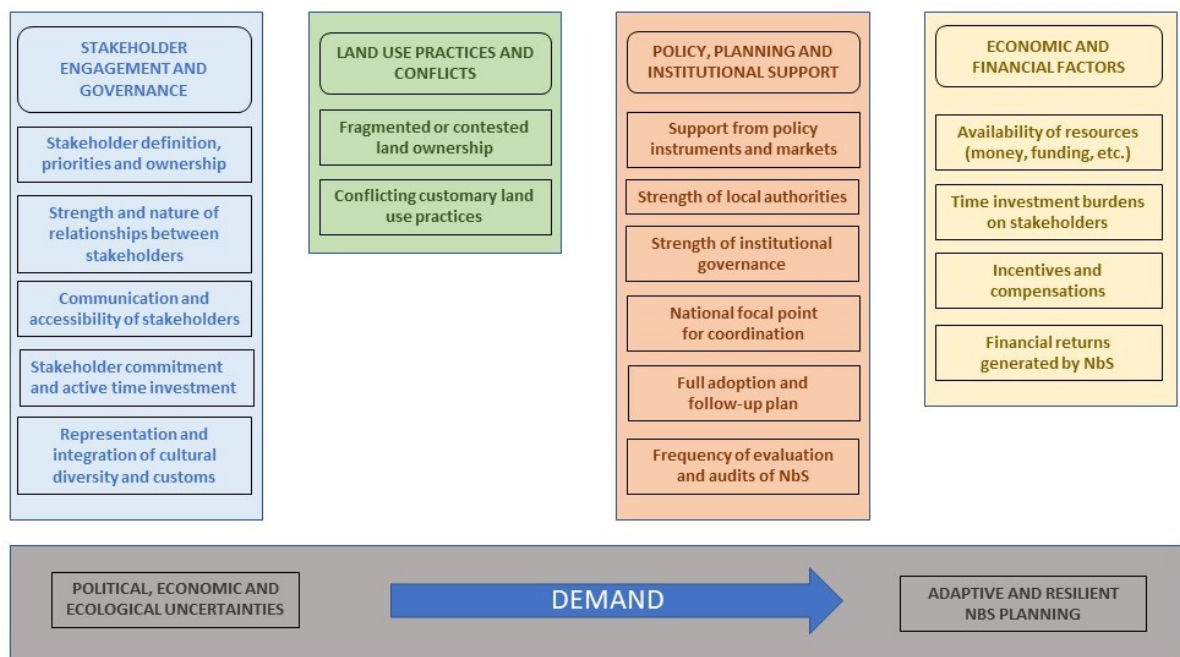 STAKEHOLDER
ENGAGEMENT AND
GOVERNANCE
Stakeholder definition,
priorities and ownership
Strength and nature of
relationships between
stakeholders
Communication and
accessibility of stakeholders
Stakeholder commitment
and active time investment
Representation and
integration of cultural
diversity and customs
LAND USE PRACTICES AND
CONFLICTS
Fragmented or contested
land ownership
Conflicting customary land
use practices
POLICY, PLANNING AND
INSTITUTIONAL SUPPORT
Support from policy
instruments and markets
Strength of local authorities
Strength of institutional
governance
National focal point
for coordination
Full adoption and
follow-up plan
Frequency of evaluation
and audits of NbS
ECONOMIC AND
FINANCIAL FACTORS
Availability of resources
(money, funding, etc.)
Time investment burdens
on stakeholders
Incentives and
compensations
Financial returns
generated by NbS
POLITICAL, ECONOMIC AND
ECOLOGICAL UNCERTAINTIES
DEMAND
ADAPTIVE AND RESILIENT
NBS PLANNING